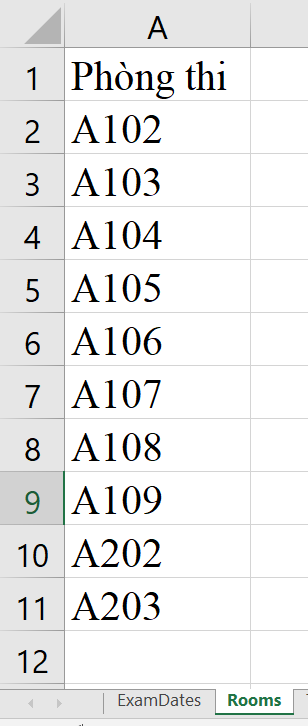 A
1 Phòng thi
2 A102
3 A103
4 A104
5 A105
6 A106
7 A107
8 A108
9 A109
10 A202
11 A203
12
ExamDates Rooms